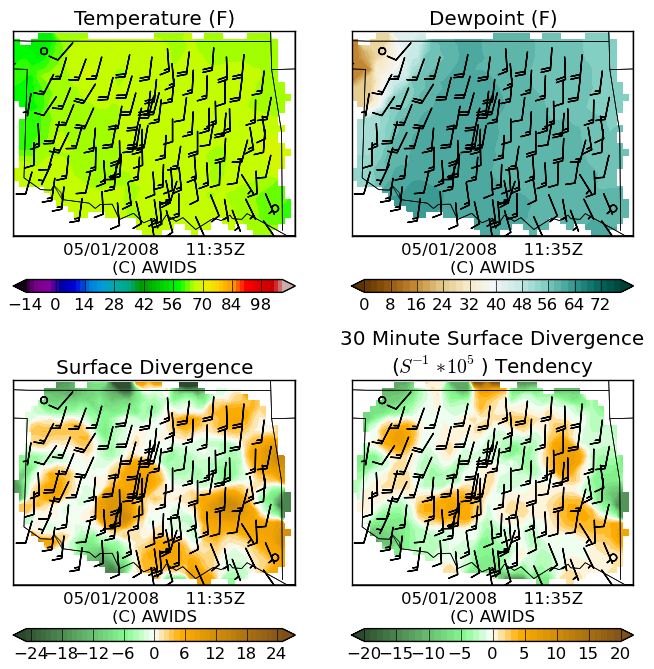 Temperature (F)
Dewpoint (F)
05/01/2008 11:35Z
(C) AWIDS
05/01/2008 11:35Z
(C) AWIDS
−14 0 14 28 42 56 70 84 98
0 8 16 24 32 40 48 56 64 72
30 Minute Surface Divergence
Surface Divergence
(S⁻¹ ∗10⁵ ) Tendency
05/01/2008 11:35Z
(C) AWIDS
05/01/2008 11:35Z
(C) AWIDS
−24 −18 −12 −6 0 6 12 18 24
−20 −15 −10 −5 0 5 10 15 20